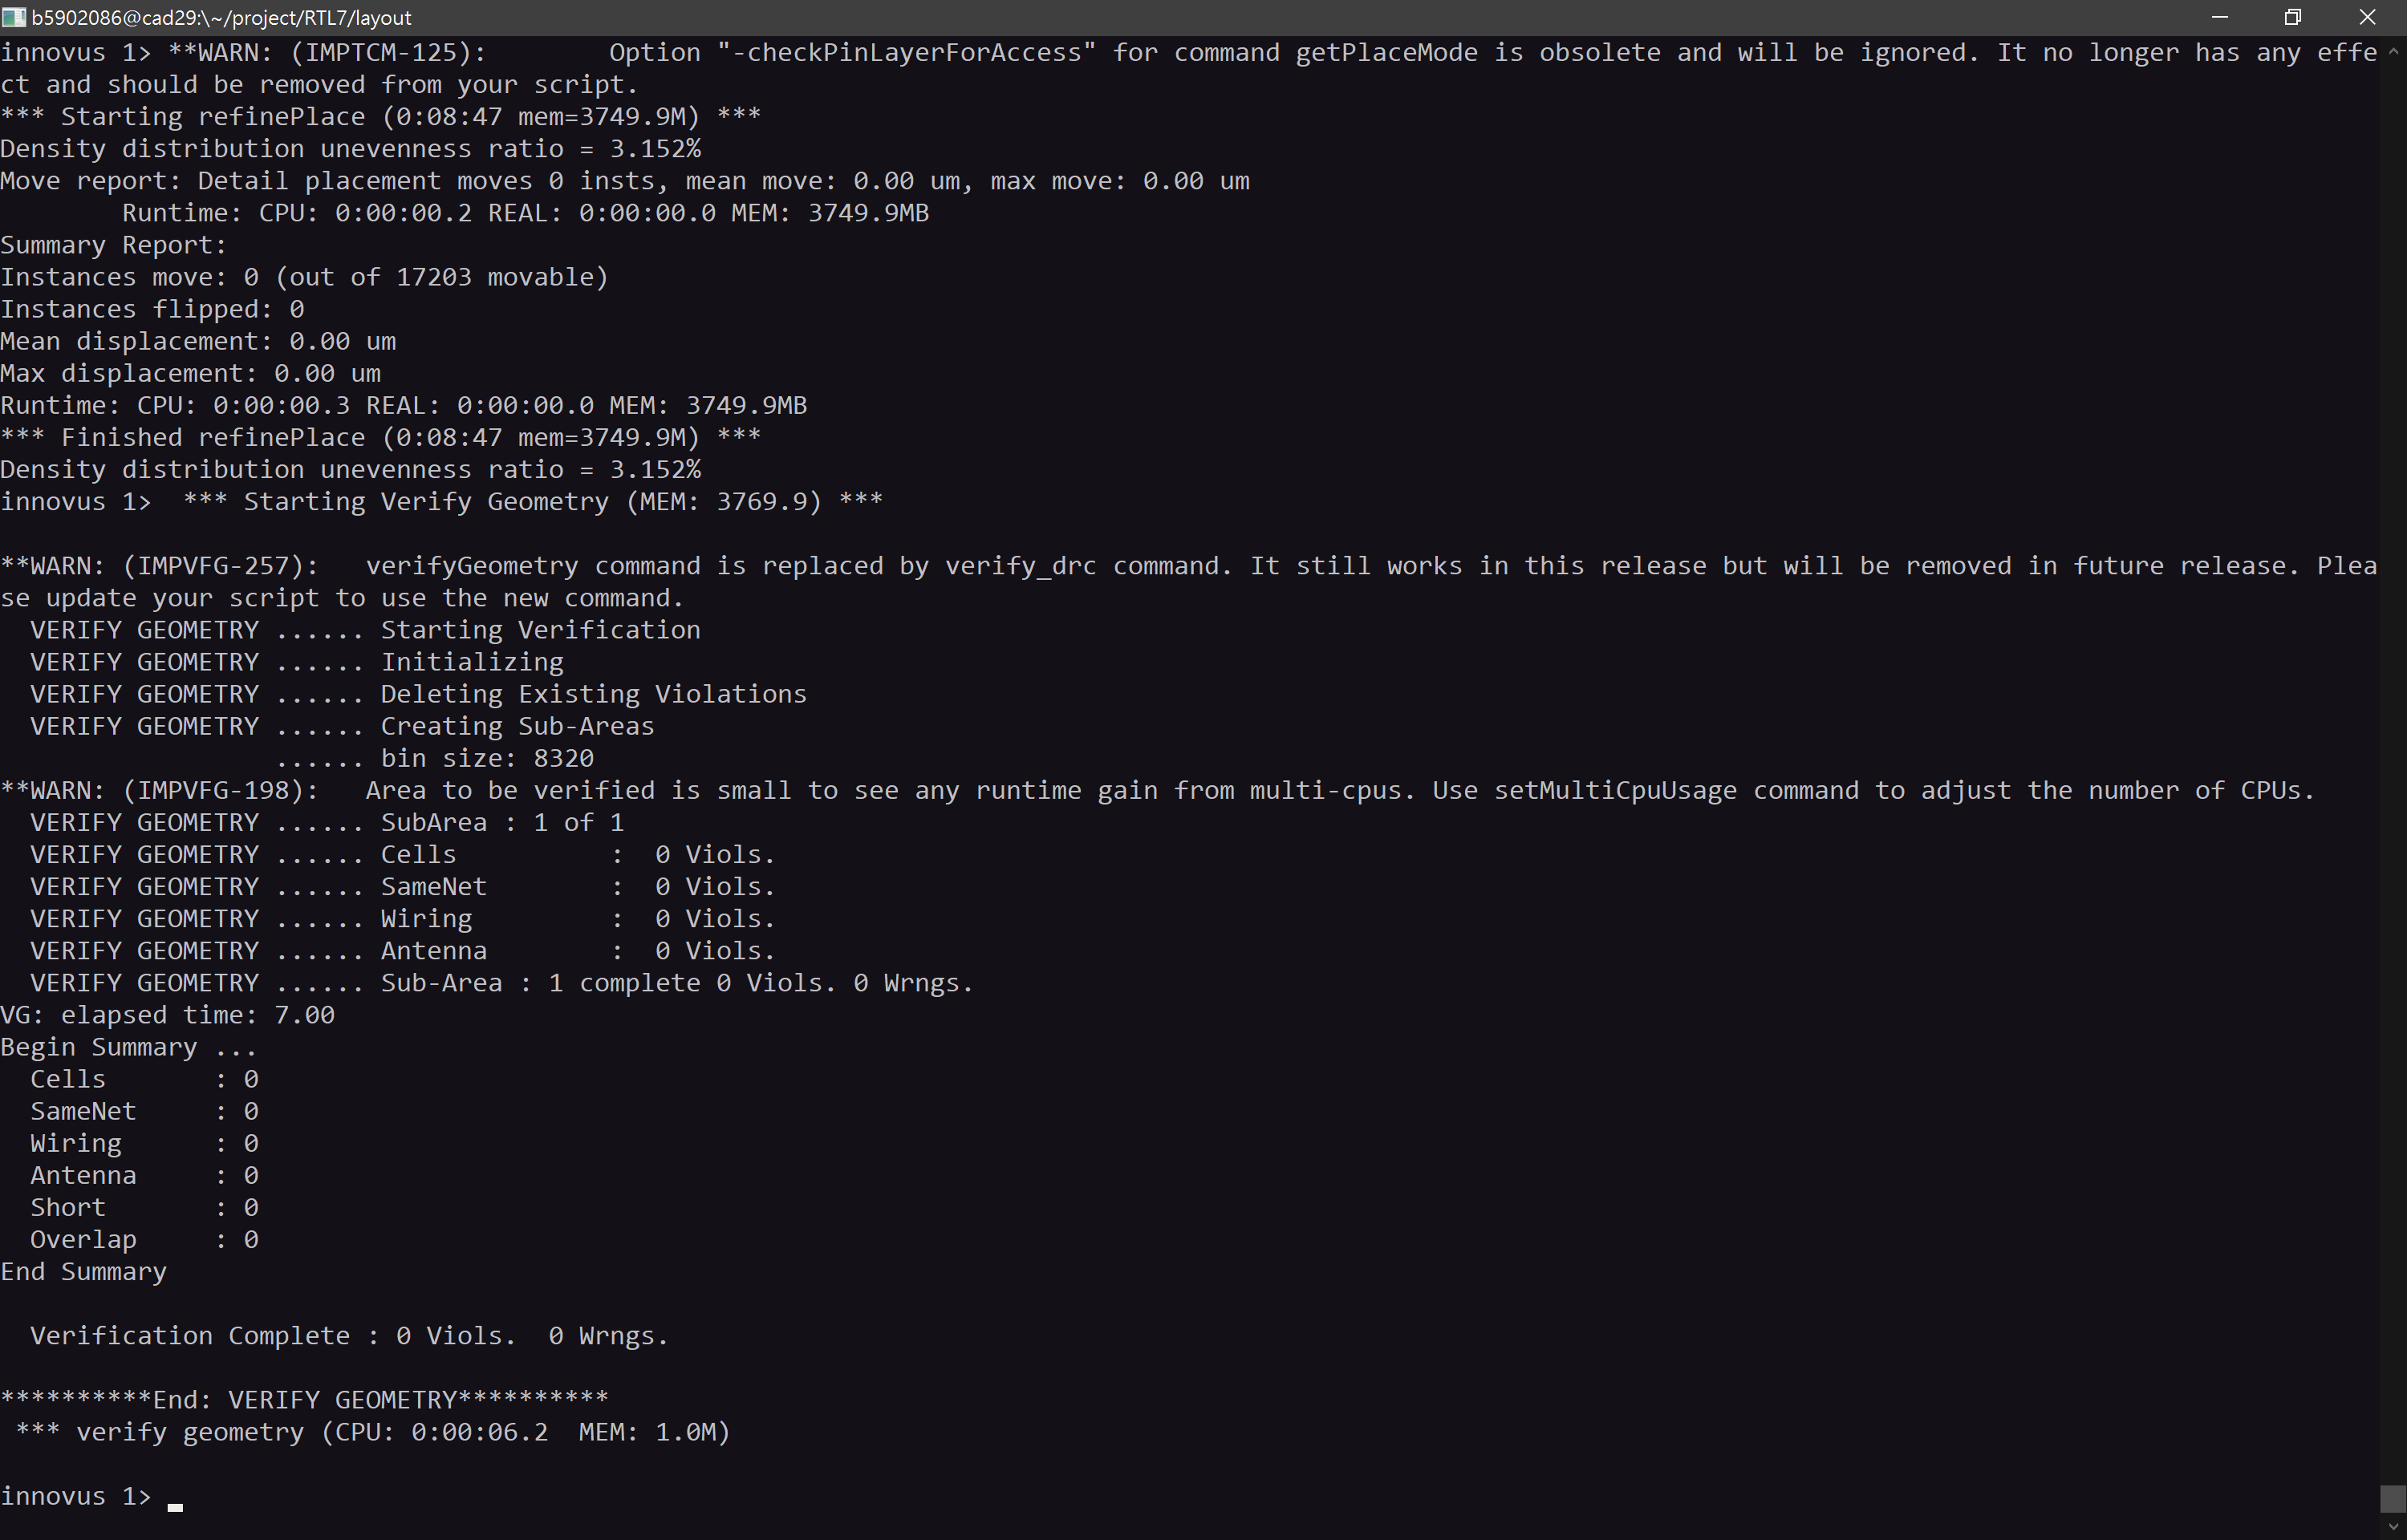 b5902086@cad29:\~/project/RTL7/layout
innovus 1> **WARN: (IMPTCM-125):        Option "-checkPinLayerForAccess" for command getPlaceMode is obsolete and will be ignored. It no longer has any effe
ct and should be removed from your script.
*** Starting refinePlace (0:08:47 mem=3749.9M) ***
Density distribution unevenness ratio = 3.152%
Move report: Detail placement moves 0 insts, mean move: 0.00 um, max move: 0.00 um
        Runtime: CPU: 0:00:00.2 REAL: 0:00:00.0 MEM: 3749.9MB
Summary Report:
Instances move: 0 (out of 17203 movable)
Instances flipped: 0
Mean displacement: 0.00 um
Max displacement: 0.00 um
Runtime: CPU: 0:00:00.3 REAL: 0:00:00.0 MEM: 3749.9MB
*** Finished refinePlace (0:08:47 mem=3749.9M) ***
Density distribution unevenness ratio = 3.152%
innovus 1>  *** Starting Verify Geometry (MEM: 3769.9) ***
**WARN: (IMPVFG-257):   verifyGeometry command is replaced by verify_drc command. It still works in this release but will be removed in future release. Plea
se update your script to use the new command.
  VERIFY GEOMETRY ...... Starting Verification
  VERIFY GEOMETRY ...... Initializing
  VERIFY GEOMETRY ...... Deleting Existing Violations
  VERIFY GEOMETRY ...... Creating Sub-Areas
                  ...... bin size: 8320
**WARN: (IMPVFG-198):   Area to be verified is small to see any runtime gain from multi-cpus. Use setMultiCpuUsage command to adjust the number of CPUs.
  VERIFY GEOMETRY ...... SubArea : 1 of 1
  VERIFY GEOMETRY ...... Cells          :  0 Viols.
  VERIFY GEOMETRY ...... SameNet        :  0 Viols.
  VERIFY GEOMETRY ...... Wiring         :  0 Viols.
  VERIFY GEOMETRY ...... Antenna        :  0 Viols.
  VERIFY GEOMETRY ...... Sub-Area : 1 complete 0 Viols. 0 Wrngs.
VG: elapsed time: 7.00
Begin Summary ...
  Cells       : 0
  SameNet     : 0
  Wiring      : 0
  Antenna     : 0
  Short       : 0
  Overlap     : 0
End Summary
  Verification Complete : 0 Viols.  0 Wrngs.
**********End: VERIFY GEOMETRY**********
 *** verify geometry (CPU: 0:00:06.2  MEM: 1.0M)
innovus 1>